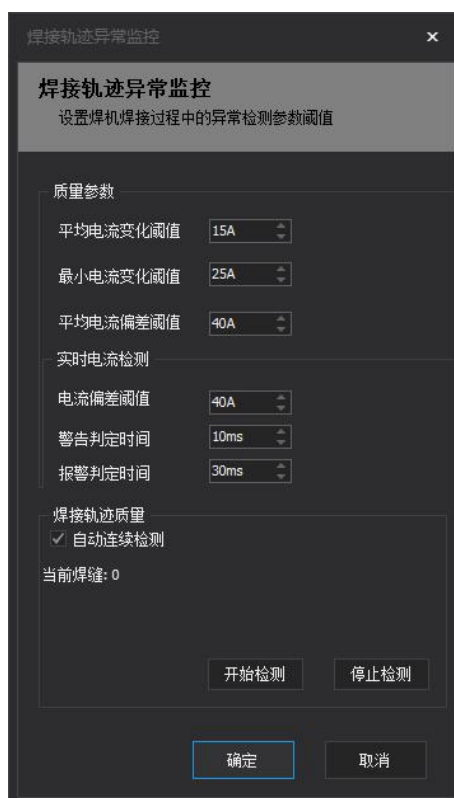 焊接轨迹异常监控
焊接轨迹异常监控
设置焊机焊接过程中的异常检测参数阈值
质量参数
平均电流变化阈值 15A
最小电流变化阈值 25A
平均电流偏差阈值 40A
实时电流检测
电流偏差阈值 40A
警告判定时间 10ms
报警判定时间 30ms
焊接轨迹质量
自动连续检测
当前焊缝: 0
开始检测 停止检测
确定 取消